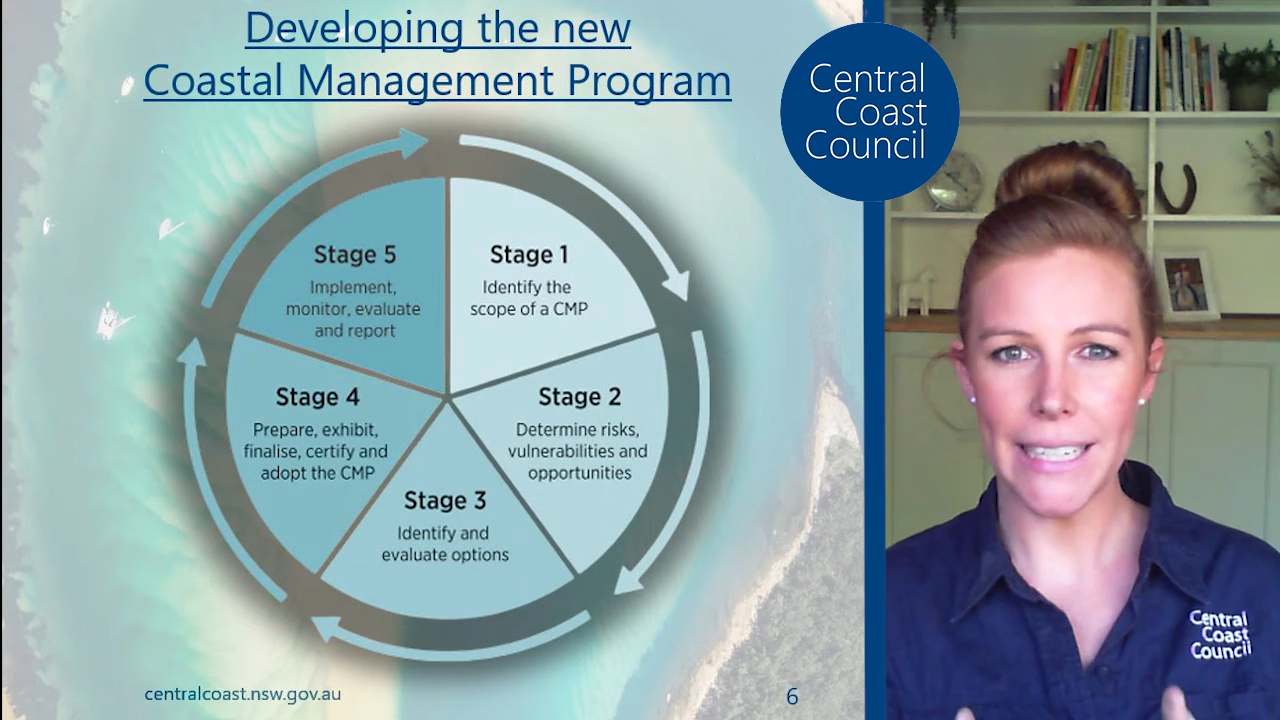 Developing the new
Coastal Management Program
Central
Coast
Council
Stage 5
Implement,
monitor, evaluate
and report
Stage 1
Identify the
scope of a CMP
Stage 4
Prepare, exhibit,
finalise, certify and
adopt the CMP
Stage 2
Determine risks,
vulnerabilities and
opportunities
Stage 3
Identify and
evaluate options
Central
Coast
Council
centralcoast.nsw.gov.au
6